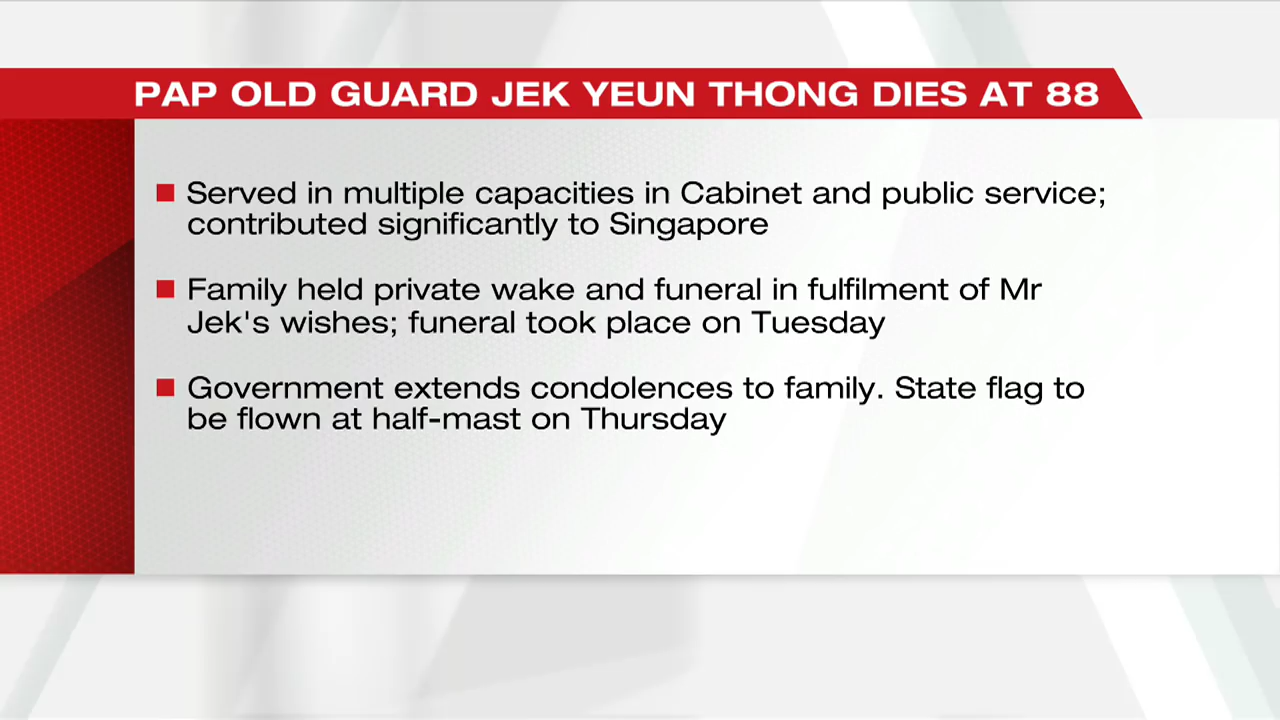 PAP OLD GUARD JEK YEUN THONG DIES AT 88
Served in multiple capacities in Cabinet and public service;
contributed significantly to Singapore
Family held private wake and funeral in fulfilment of Mr
Jek's wishes; funeral took place on Tuesday
Government extends condolences to family. State flag to
be flown at half-mast on Thursday